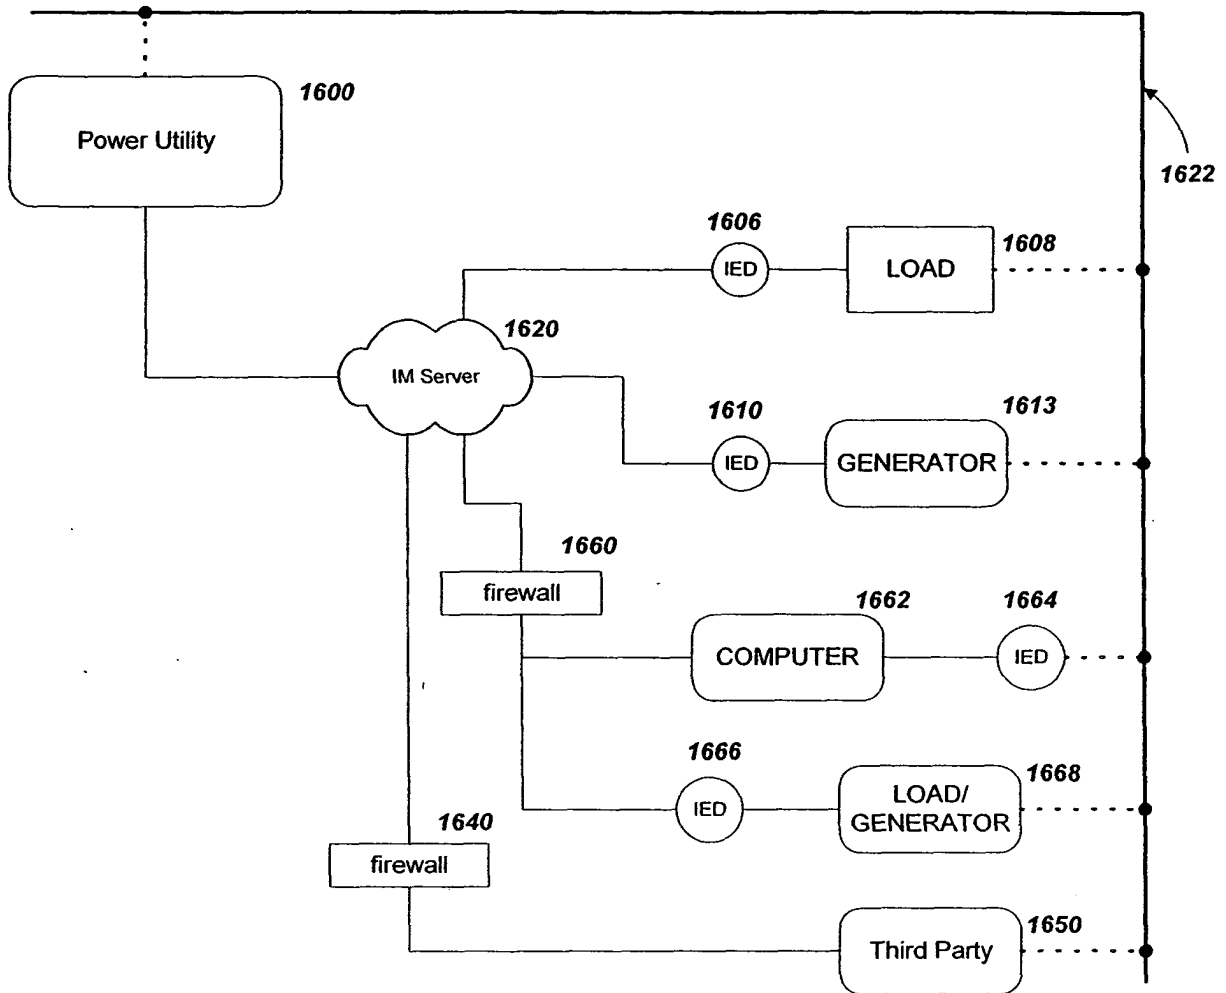 1600
Power Utility
1622
1606
IED
LOAD
1608
1620
IM Server
1610
IED
GENERATOR
1613
1660
firewall
1662
COMPUTER
1664
IED
1666
IED
LOAD/
GENERATOR
1668
1640
firewall
Third Party
1650